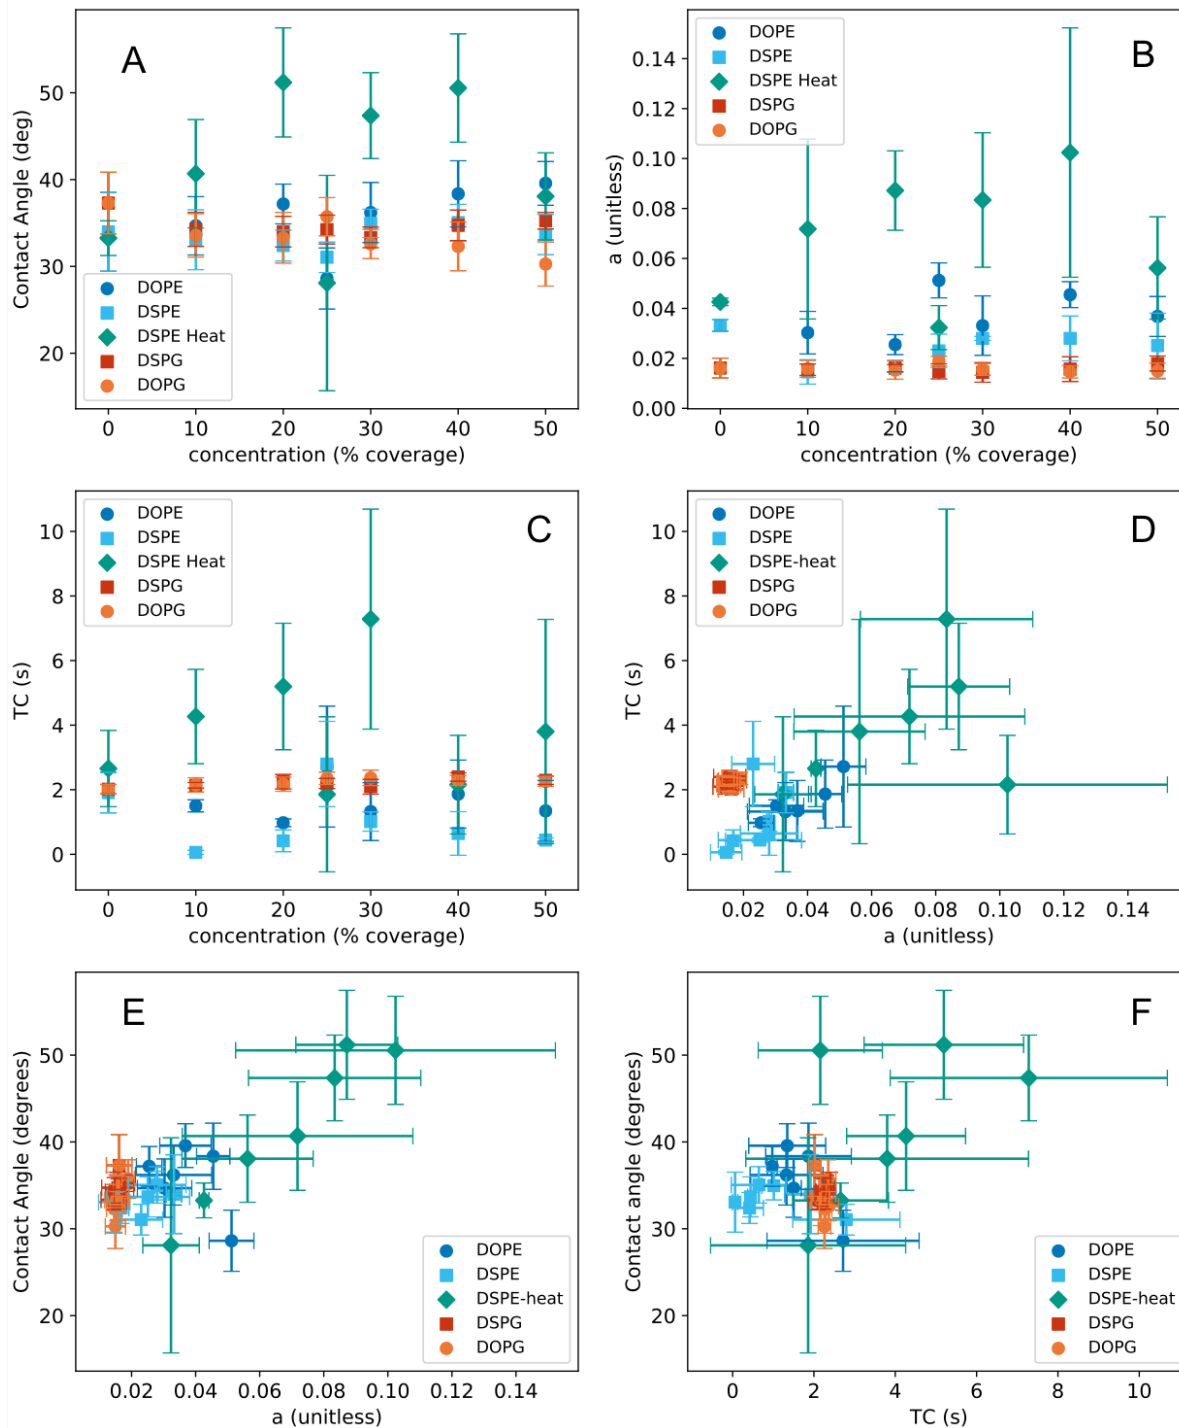 A
Contact Angle (deg)
50
40
30
20
DOPE
DSPE
DSPE Heat
DSPG
DOPG
0 10 20 30 40 50
concentration (% coverage)
B
a (unitless)
0.14
0.12
0.10
0.08
0.06
0.04
0.02
0.00
DOPE
DSPE
DSPE Heat
DSPG
DOPG
0 10 20 30 40 50
concentration (% coverage)
C
TC (s)
10
8
6
4
2
0
DOPE
DSPE
DSPE Heat
DSPG
DOPG
0 10 20 30 40 50
concentration (% coverage)
D
TC (s)
10
8
6
4
2
0
DOPE
DSPE
DSPE-heat
DSPG
DOPG
0.02 0.04 0.06 0.08 0.10 0.12 0.14
a (unitless)
E
Contact Angle (degrees)
50
40
30
20
DOPE
DSPE
DSPE-heat
DSPG
DOPG
0.02 0.04 0.06 0.08 0.10 0.12 0.14
a (unitless)
F
Contact angle (degrees)
50
40
30
20
DOPE
DSPE
DSPE-heat
DSPG
DOPG
0 2 4 6 8 10
TC (s)